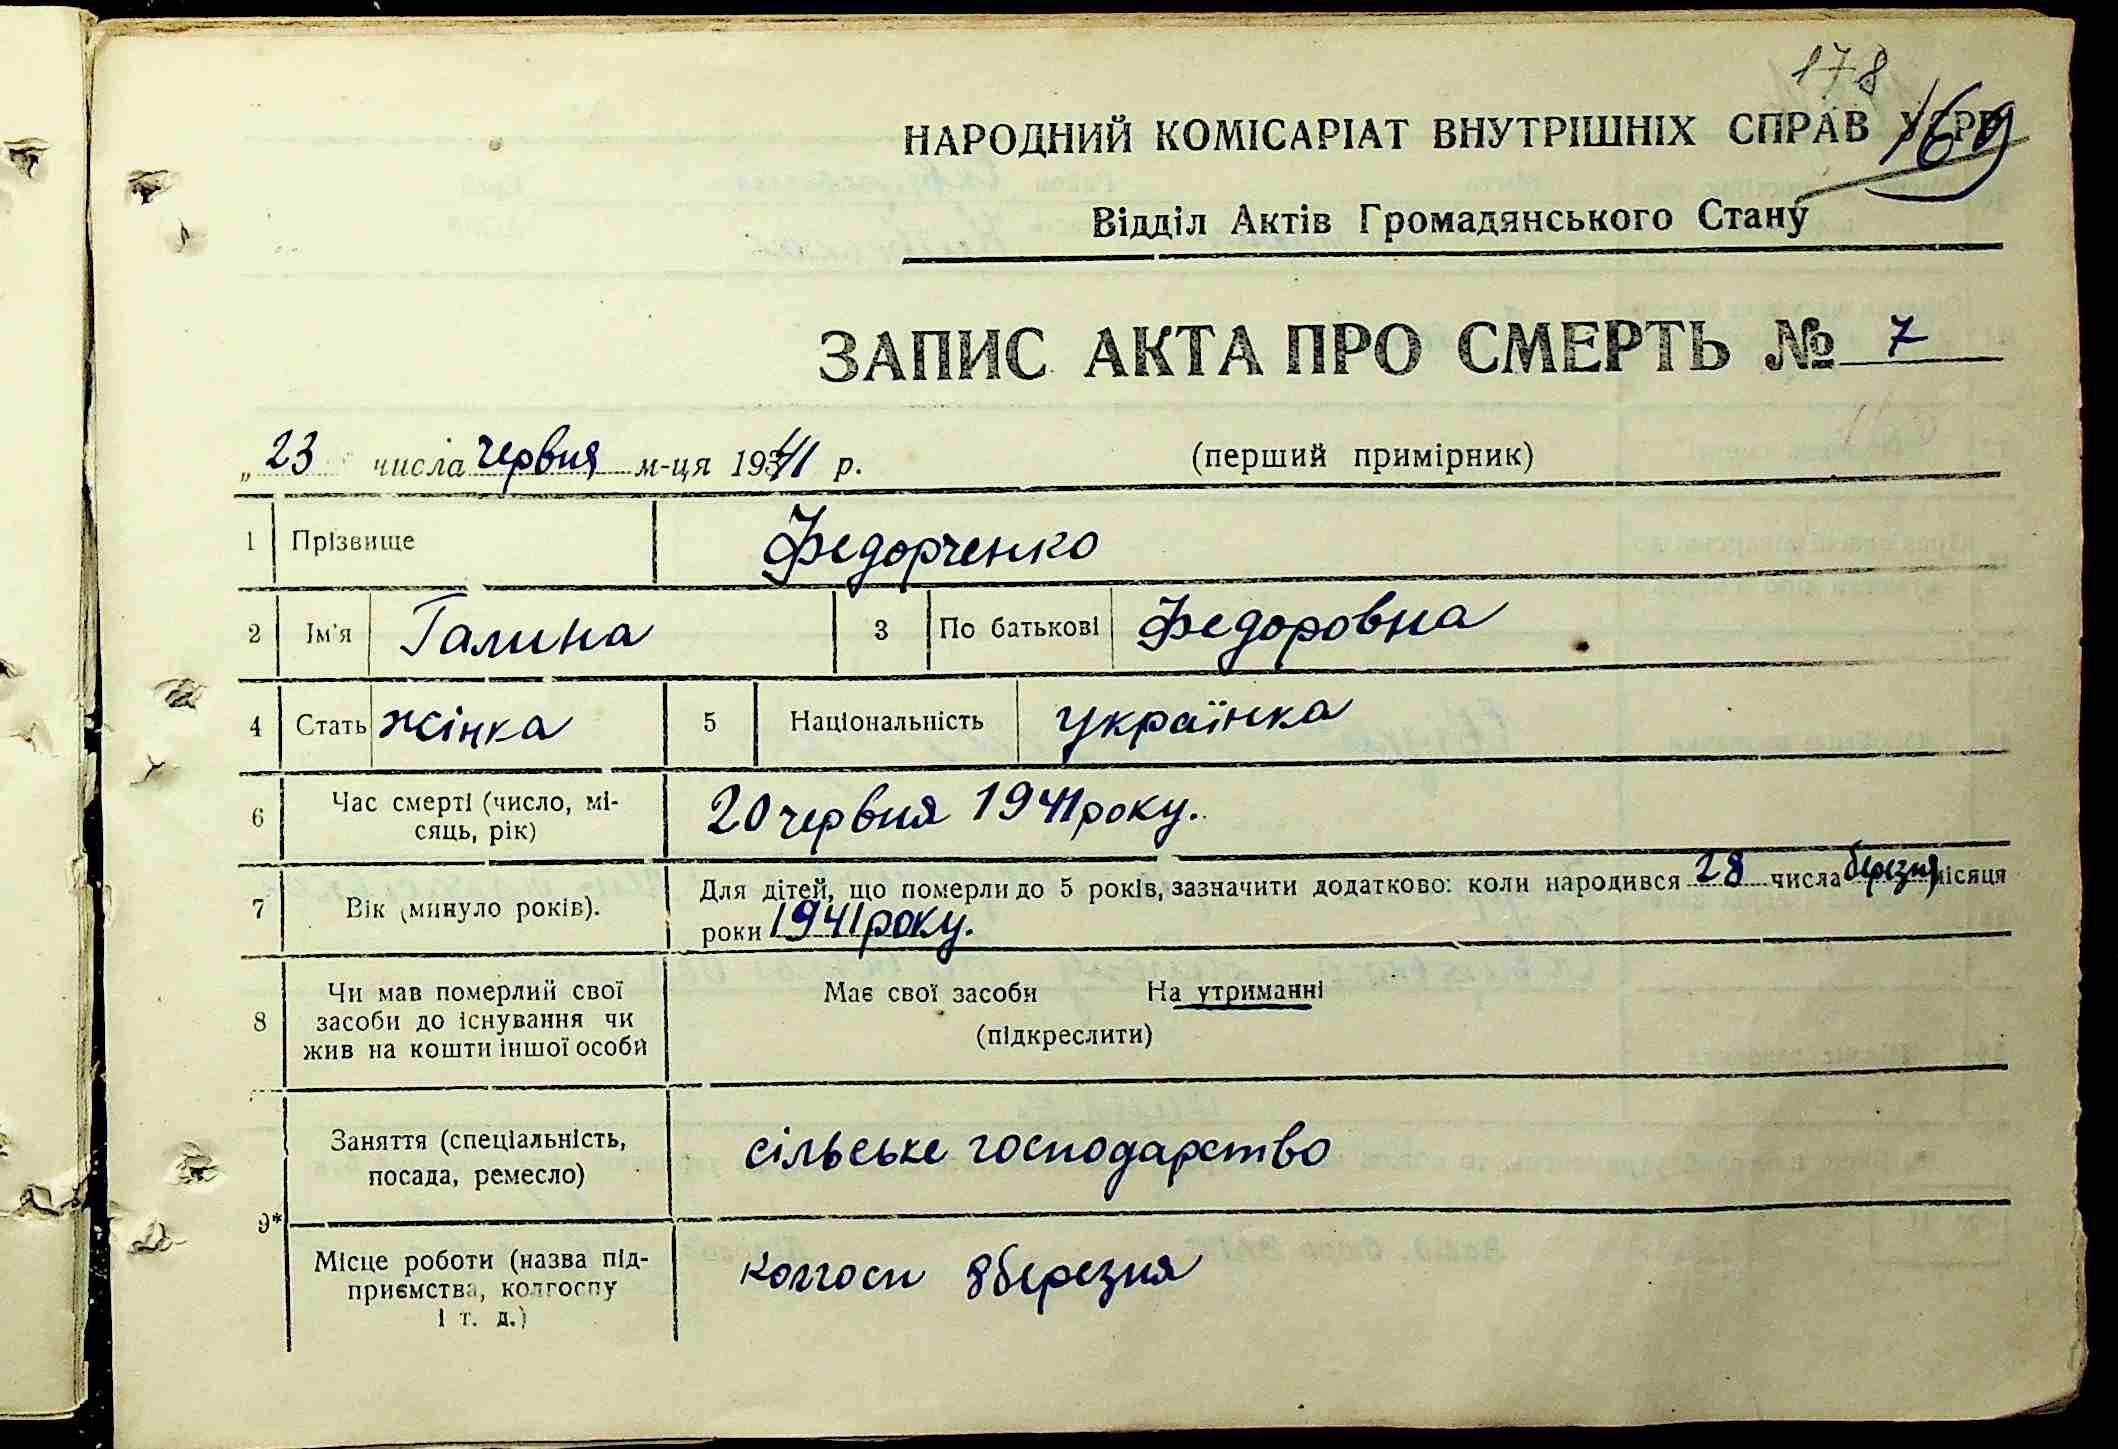 178
169
НАРОДНИЙ КОМІСАРІАТ ВНУТРІШНІХ СПРАВ УСРР
Відділ Актів Громадянського Стану
ЗАПИС АКТА ПРО СМЕРТЬ № 7
„ 23 числа червня м-ця 1941 р. (перший примірник)
1 Прізвище Федорченко
2 Ім'я Галина 3 По батькові Федоровна
4 Стать жінка 5 Національність українка
6 Час смерті (число, мі-
сяць, рік) 20 червня 1941 року.
7 Вік (минуло років). Для дітей, що померли до 5 років, зазначити додатково: коли народився 28 числа березня місяця
роки 1941 року.
8 Чи мав померлий свої
засоби до існування чи
жив на кошти іншої особи
Має свої засоби На утриманні
(підкреслити)
9* Заняття (спеціальність,
посада, ремесло) сільське господарство
Місце роботи (назва під-
приємства, колгоспу
і т. д.) колгосп 8 березня